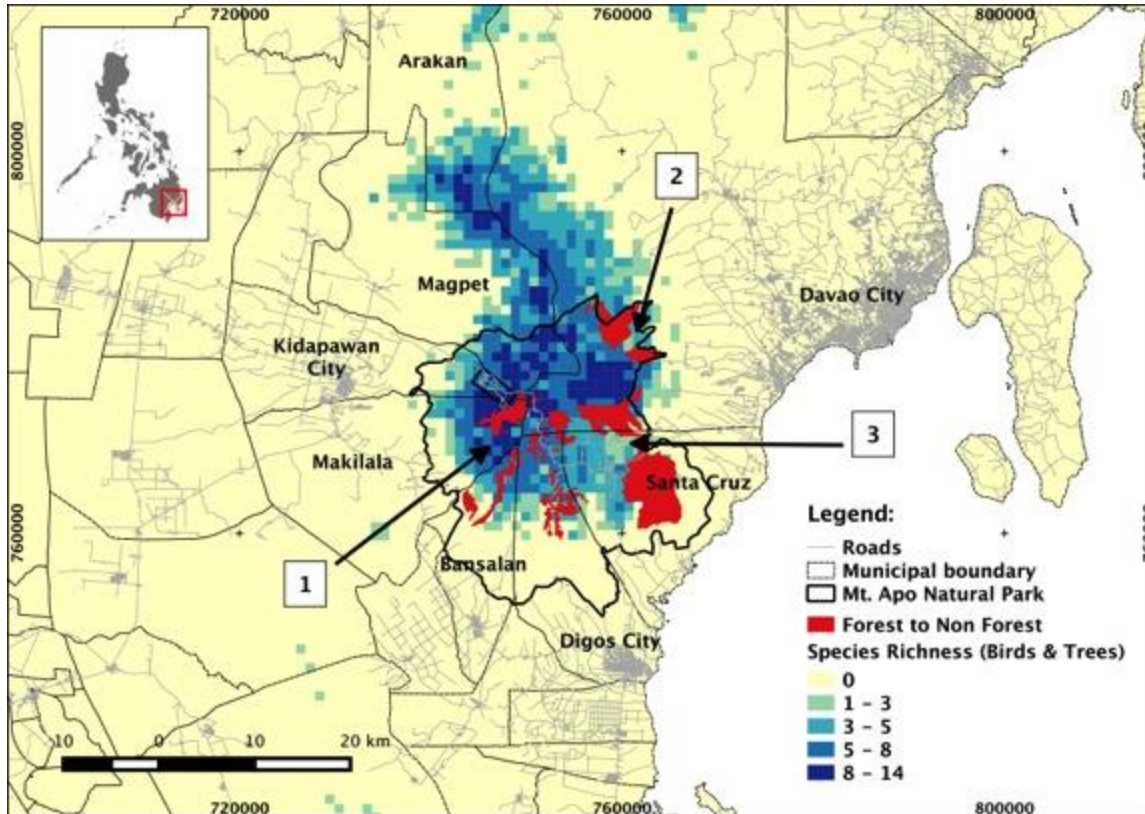 720000
760000
800000
Arakan
800000
2
Magpet
Davao City
Kidapawan
City
Makilala
3
Santa Cruz
Legend:
Roads
Municipal boundary
Mt. Apo Natural Park
Forest to Non Forest
Species Richness (Birds & Trees)
0
1 - 3
3 - 5
5 - 8
8 - 14
760000
Bansalan
1
Digos City
10
0
10
20 km
720000
760000
800000